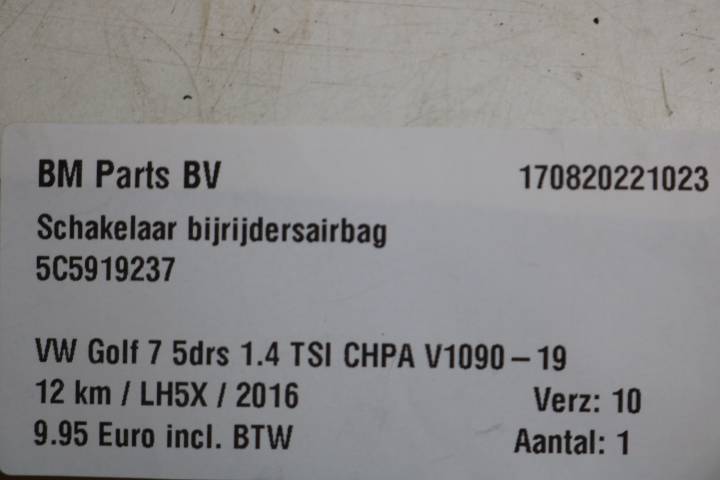 BM Parts BV 170820221023
Schakelaar bijrijdersairbag
5C5919237
VW Golf 7 5drs 1.4 TSI CHPA V1090 – 19
12 km / LH5X / 2016 Verz: 10
9.95 Euro incl. BTW Aantal: 1